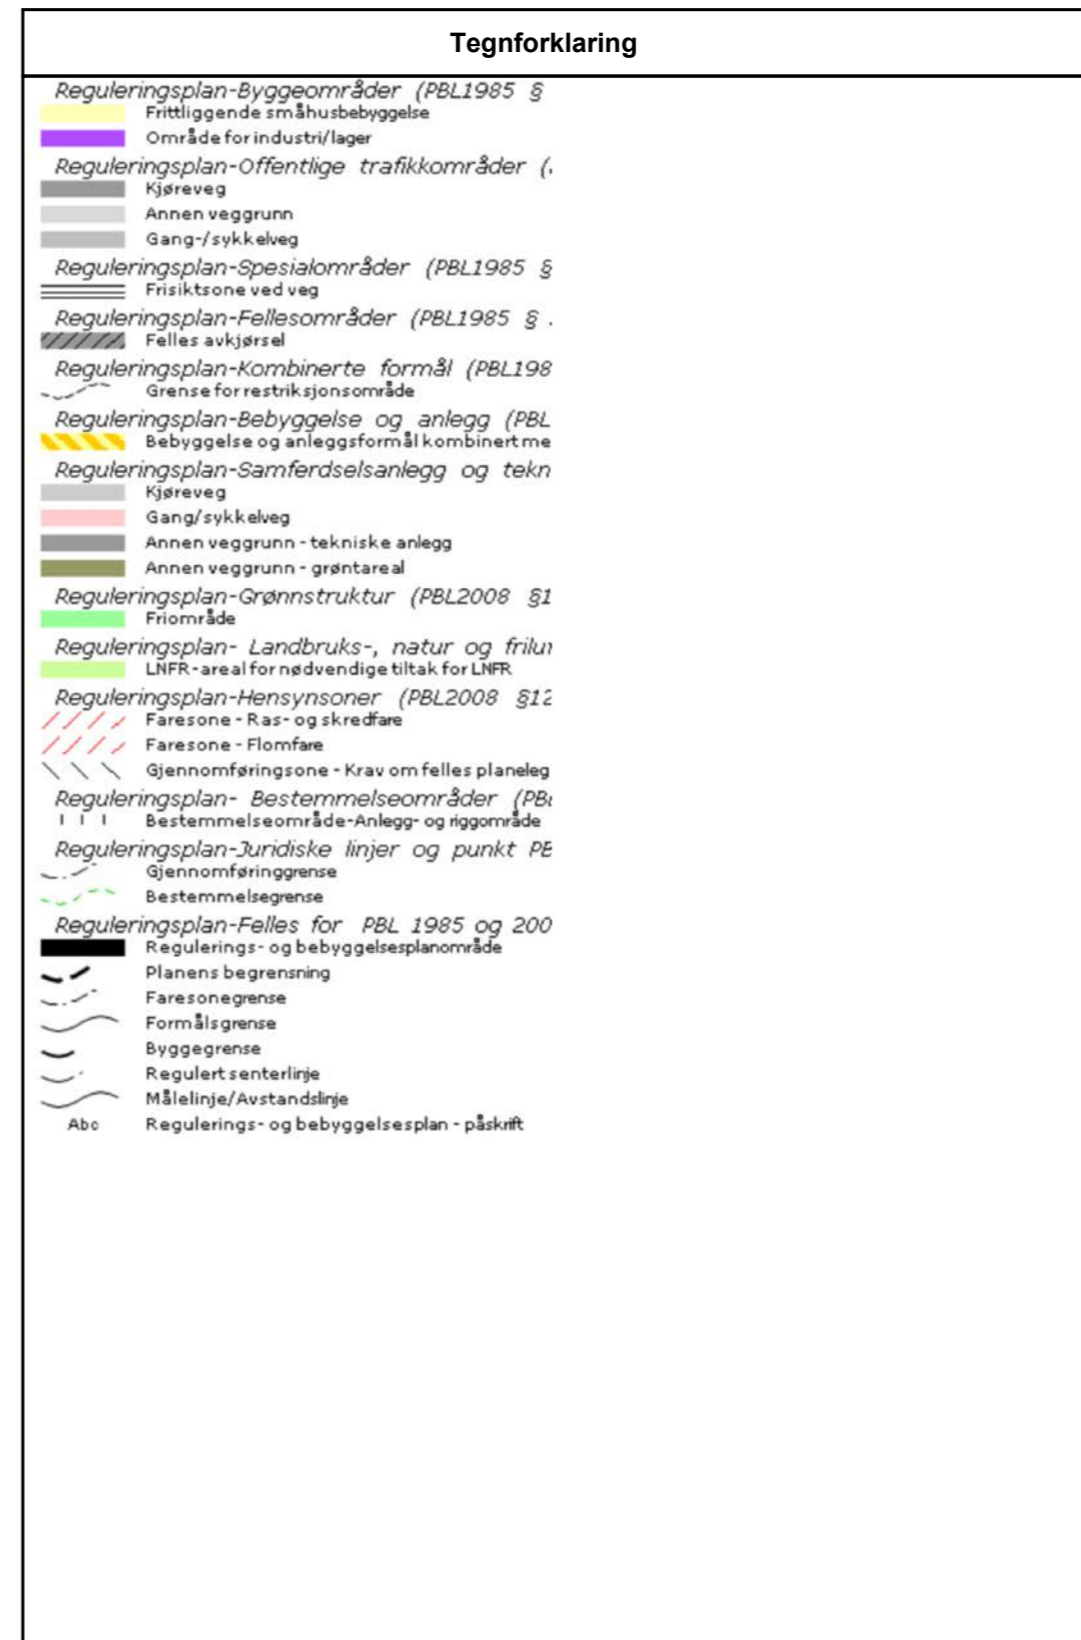 Tegnforklaring
Reguleringsplan-Byggeområder (PBL1985 §
Frittliggende småhusbebyggelse
Område for industri/lager
Reguleringsplan-Offentlige trafikkområder (
Kjøreveg
Annen veggrunn
Gang-/sykkelveg
Reguleringsplan-Spesialområder (PBL1985 §
Frisiktsone ved veg
Reguleringsplan-Fellesområder (PBL1985 §
Felles avkjørsel
Reguleringsplan-Kombinerte formål (PBL198
Grense for restriksjonsområde
Reguleringsplan-Bebyggelse og anlegg (PBL
Bebyggelse og anleggsformål kombinert me
Reguleringsplan-Samferdselsanlegg og tekn
Kjøreveg
Gang/sykkelveg
Annen veggrunn - tekniske anlegg
Annen veggrunn - grøntareal
Reguleringsplan-Grønnstruktur (PBL2008 §1
Friområde
Reguleringsplan- Landbruks-, natur og frilu
LNFR-areal for nødvendige tiltak for LNFR
Reguleringsplan-Hensynsoner (PBL2008 §12
Faresone - Ras- og skredfare
Faresone - Flomfare
Gjennomføringsone - Krav om felles planeleg
Reguleringsplan- Bestemmelseområder (PB
Bestemmelseområde-Anlegg- og riggområde
Reguleringsplan-Juridiske linjer og punkt PB
Gjennomføringgrense
Bestemmelsegrense
Reguleringsplan-Felles for PBL 1985 og 200
Regulerings- og bebyggelsesplanområde
Planens begrensning
Faresonegrense
Formålsgrense
Byggegrense
Regulert senterlinje
Målelinje/Avstandslinje
Abc Regulerings- og bebyggelsesplan - påskrift